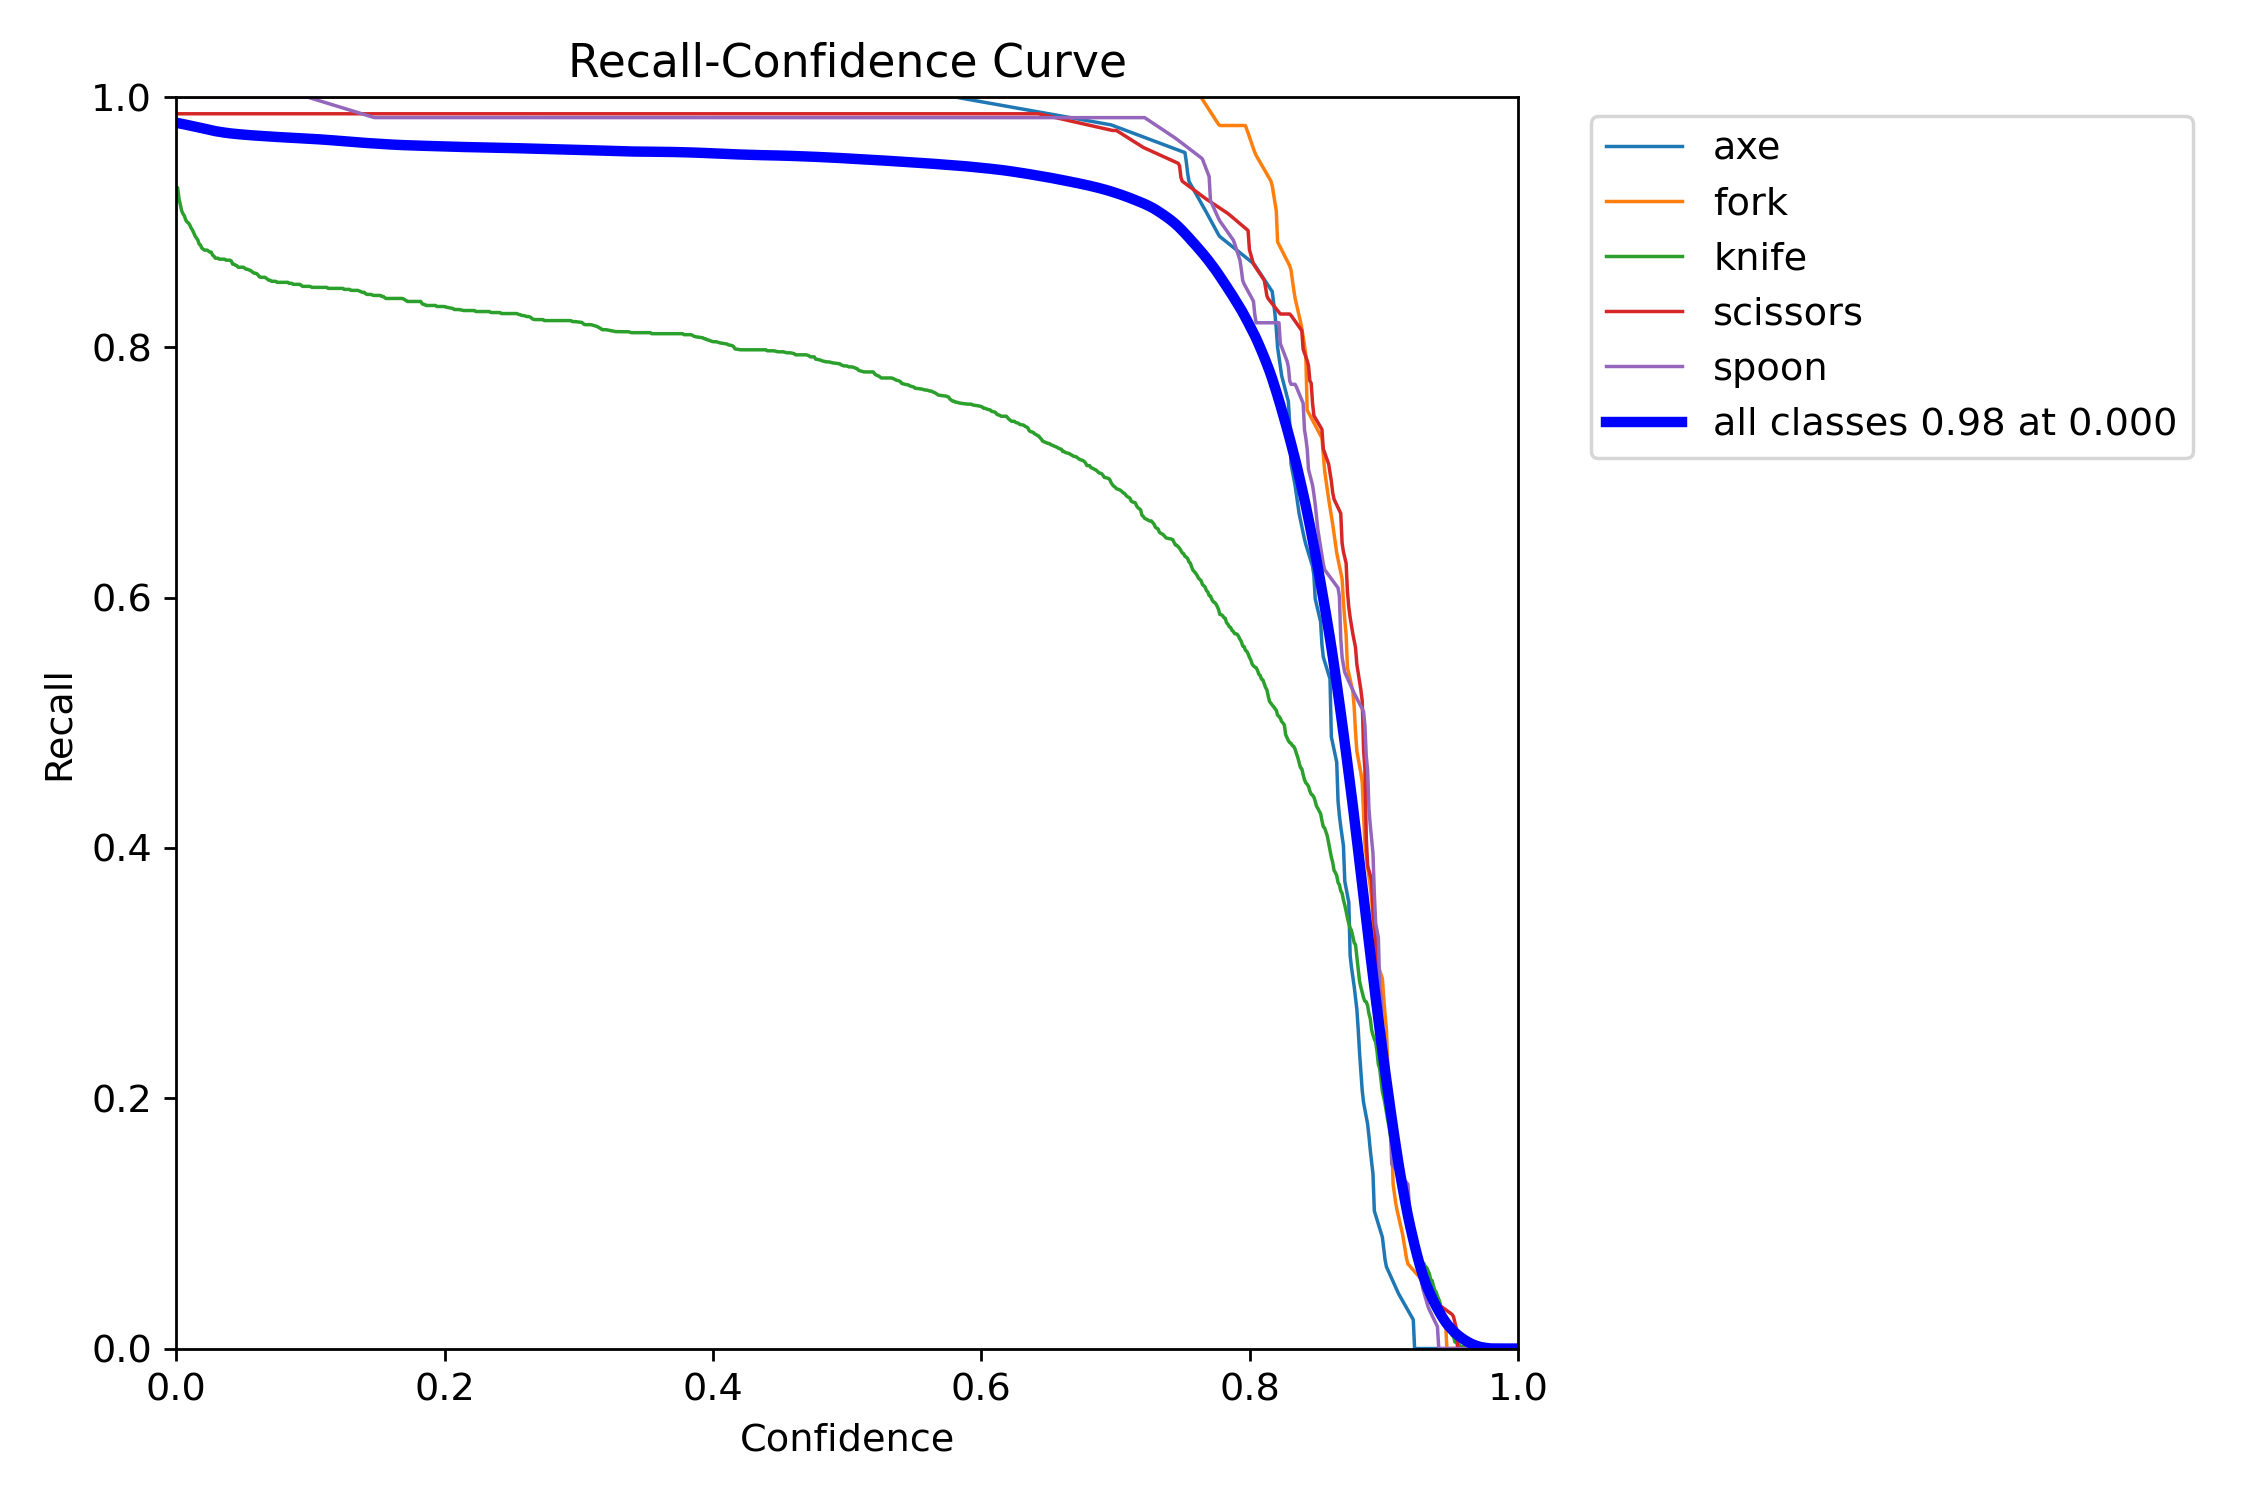 Recall-Confidence Curve
1.0
0.8
0.6
0.4
0.2
0.0
Recall
0.0 0.2 0.4 0.6 0.8 1.0
Confidence
axe
fork
knife
scissors
spoon
all classes 0.98 at 0.000